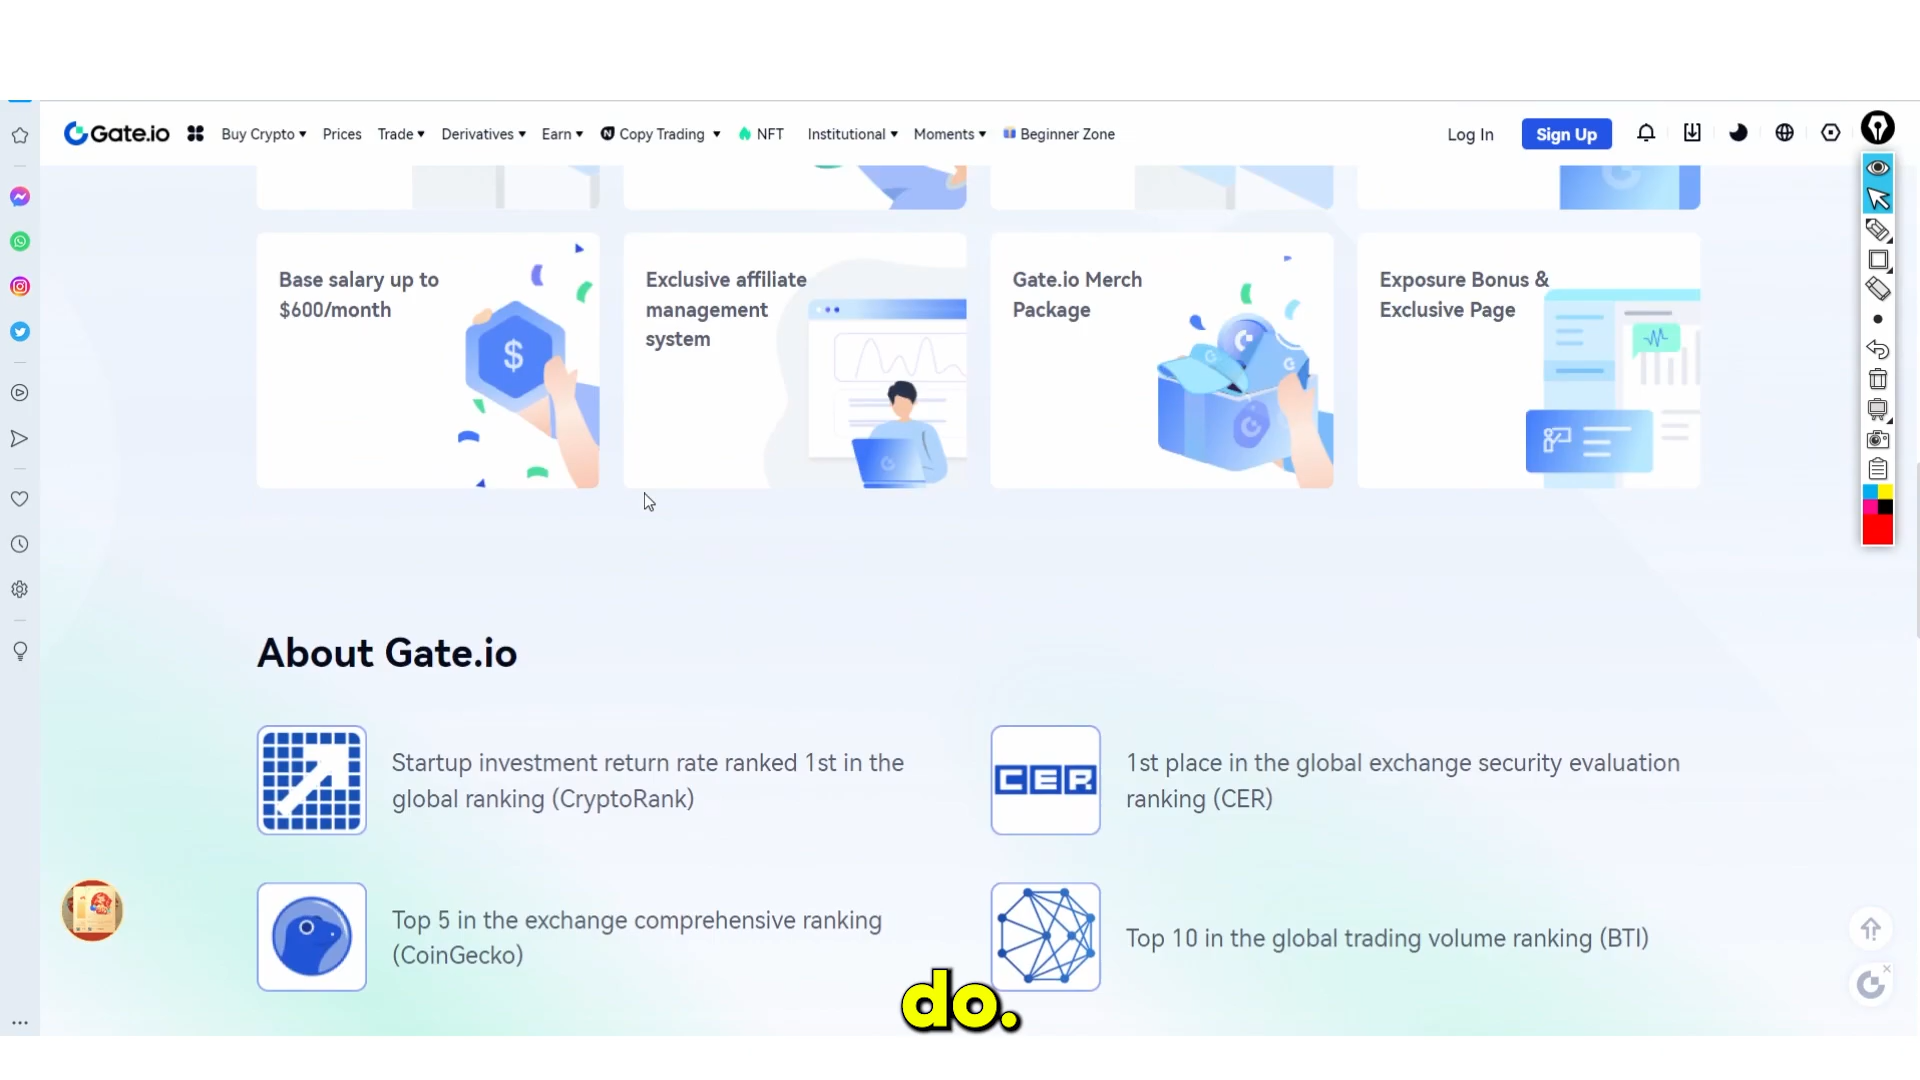 Gate.io Buy Crypto Prices Trade Derivatives Earn Copy Trading NFT Institutional Moments Beginner Zone Log In Sign Up
Base salary up to
$600/month
Exclusive affiliate
management
system
Gate.io Merch
Package
Exposure Bonus &
Exclusive Page
$
About Gate.io
Startup investment return rate ranked 1st in the
global ranking (CryptoRank)
CER
1st place in the global exchange security evaluation
ranking (CER)
Top 5 in the exchange comprehensive ranking
(CoinGecko)
Top 10 in the global trading volume ranking (BTI)
do.